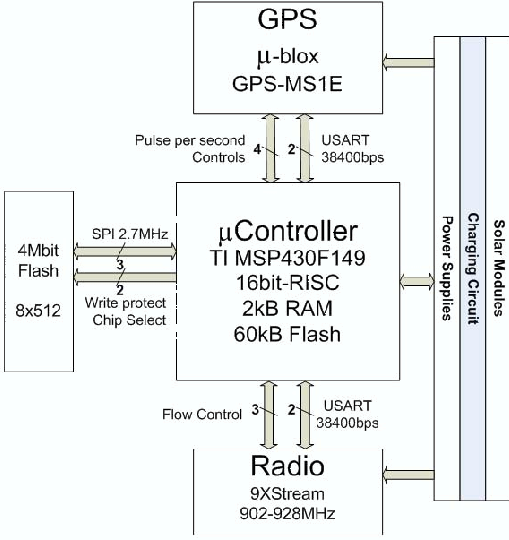 GPS
µ-blox
GPS-MS1E
Pulse per second
Controls
4
2
USART
38400bps
4Mbit
Flash
8x512
SPI 2.7MHz
3
2
Write protect
Chip Select
µController
TI MSP430F149
16bit-RISC
2kB RAM
60kB Flash
Power Supplies
Charging Circuit
Solar Modules
Flow Control
3
2
USART
38400bps
Radio
9XStream
902-928MHz